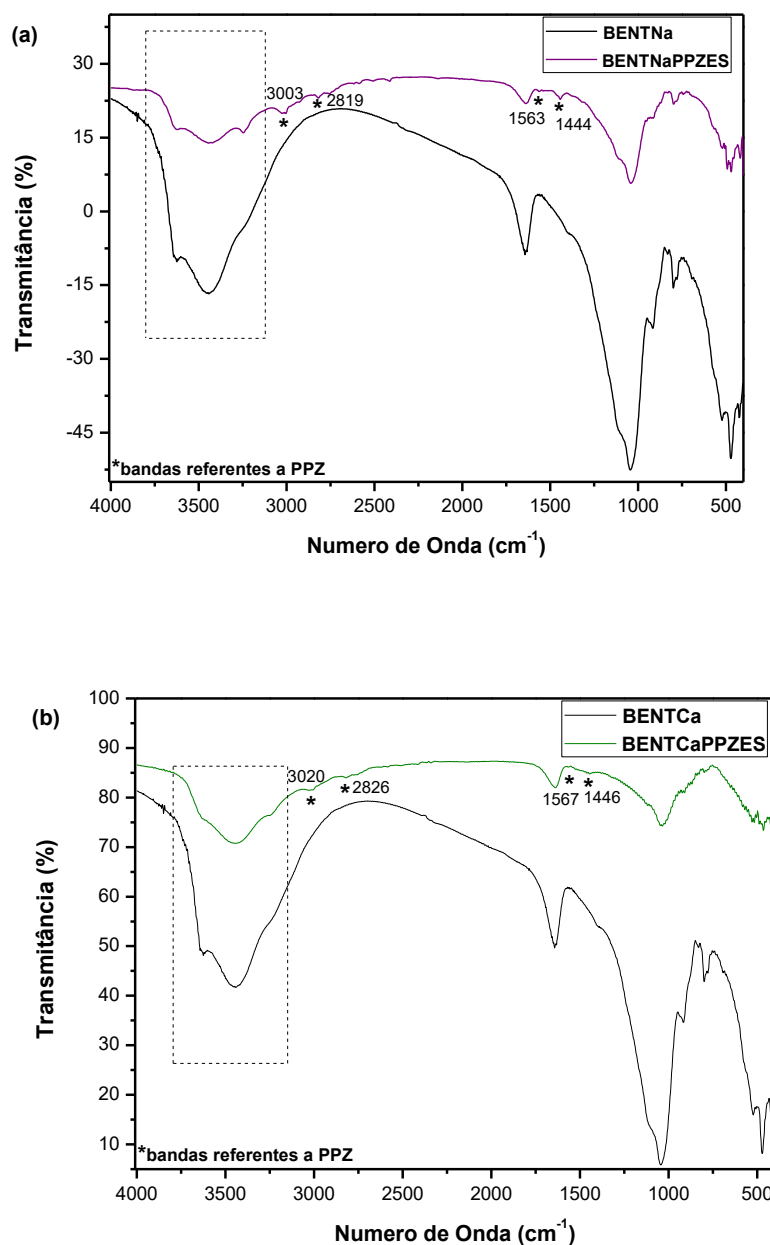 (a)
BENTNa
BENTNaPPZES
30
15
0
-15
-30
-45
Transmitância (%)
3003
* 2819
*
1563 * * 1444
*bandas referentes a PPZ
4000 3500 3000 2500 2000 1500 1000 500
Numero de Onda (cm-1)
(b)
BENTCa
BENTCaPPZES
100
90
80
70
60
50
40
30
20
10
Transmitância (%)
3020
* 2826
*
1567 * * 1446
*bandas referentes a PPZ
4000 3500 3000 2500 2000 1500 1000 500
Numero de Onda (cm-1)